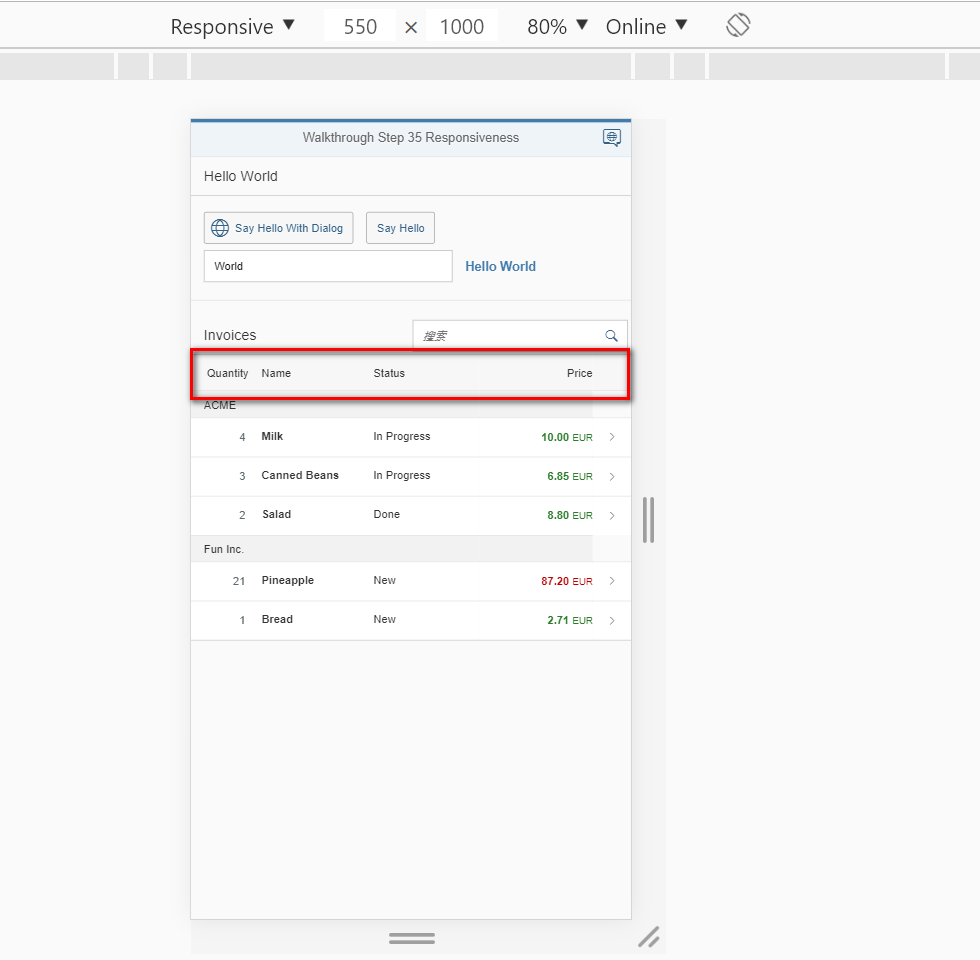 Responsive ▼ 550 × 1000 80% ▼ Online ▼
Walkthrough Step 35 Responsiveness
Hello World
Say Hello With Dialog Say Hello
World Hello World
Invoices 搜索
Quantity Name Status Price
ACME
4 Milk In Progress 10.00 EUR
3 Canned Beans In Progress 6.85 EUR
2 Salad Done 8.80 EUR
Fun Inc.
21 Pineapple New 87.20 EUR
1 Bread New 2.71 EUR